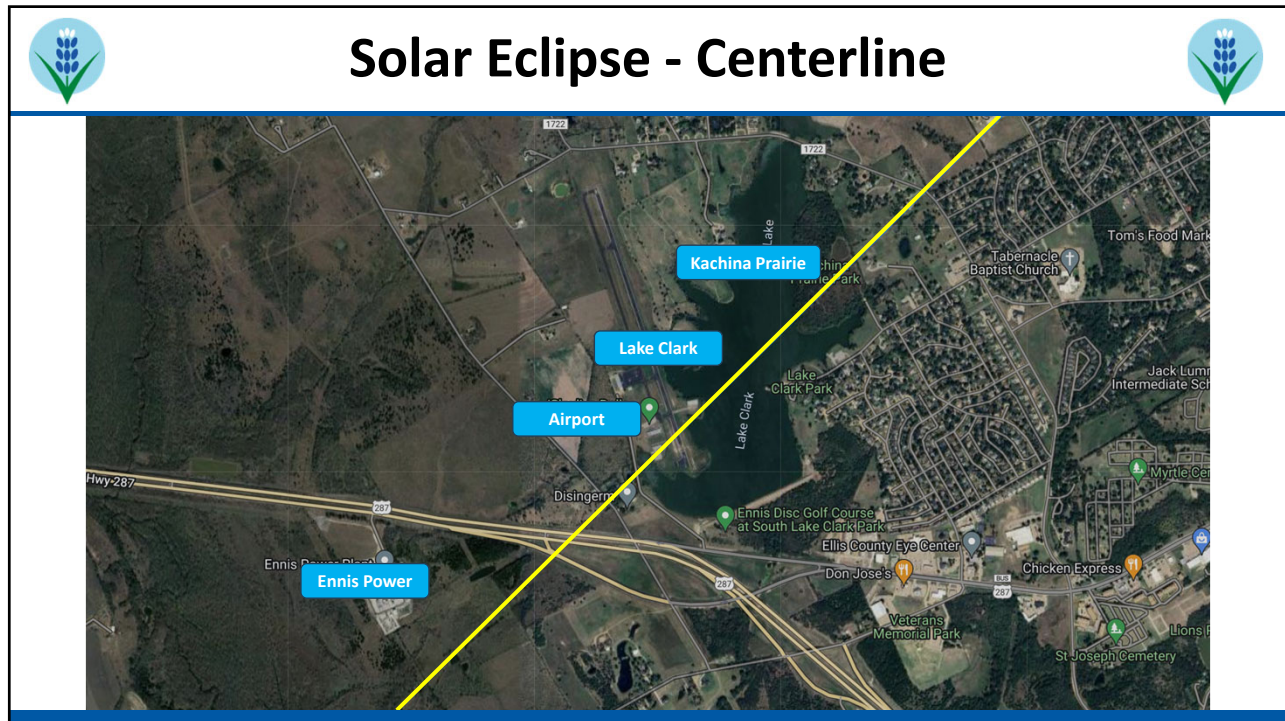 Solar Eclipse - Centerline
1722
1722
Tom's Food Mark
Tabernacle
Baptist Church
Lake
Kachina Prairie
Prairie Park
Lake Clark
Lake
Clark Park
Jack Lumm
Intermediate Sch
Airport
Lake Clark
Myrtle Cem
Hwy 287
287
Disingerm
Ennis Disc Golf Course
at South Lake Clark Park
Ellis County Eye Center
Ennis Power
Don Jose's
Chicken Express
287
BUS
287
Veterans
Memorial Park
Lions P
St Joseph Cemetery